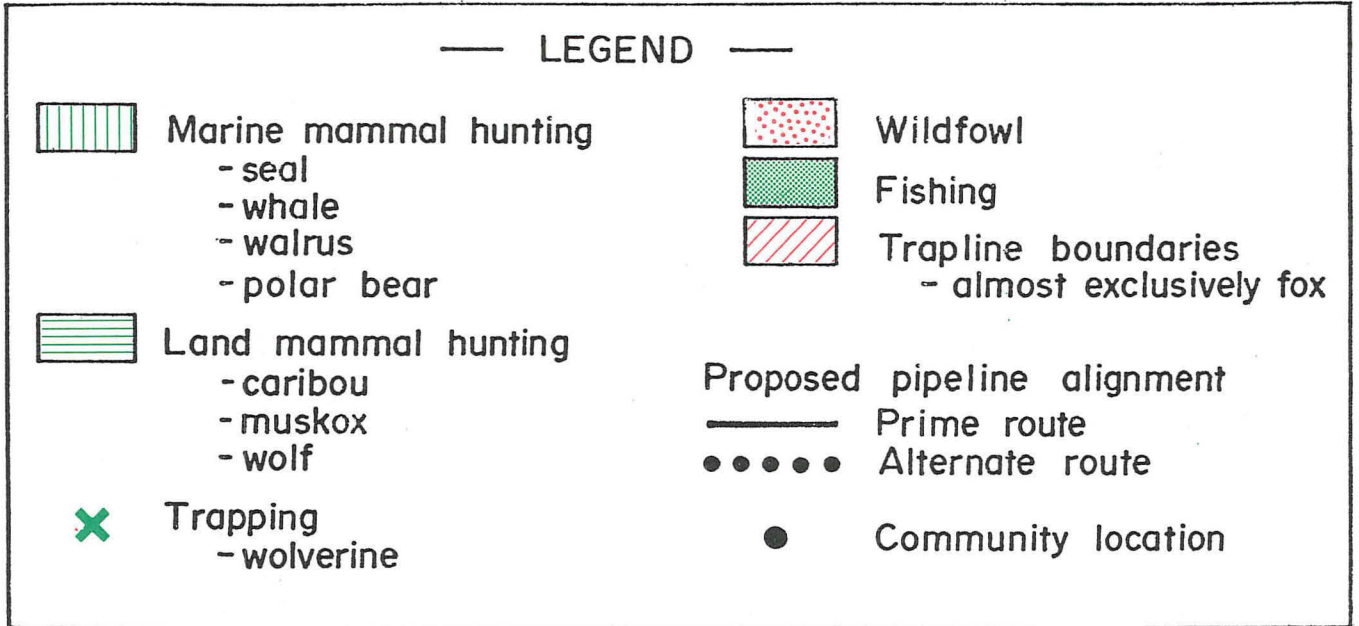 — LEGEND —
Marine mammal hunting
- seal
- whale
- walrus
- polar bear
Land mammal hunting
- caribou
- muskox
- wolf
Trapping
- wolverine
Wildfowl
Fishing
Trapline boundaries
- almost exclusively fox
Proposed pipeline alignment
Prime route
Alternate route
Community location